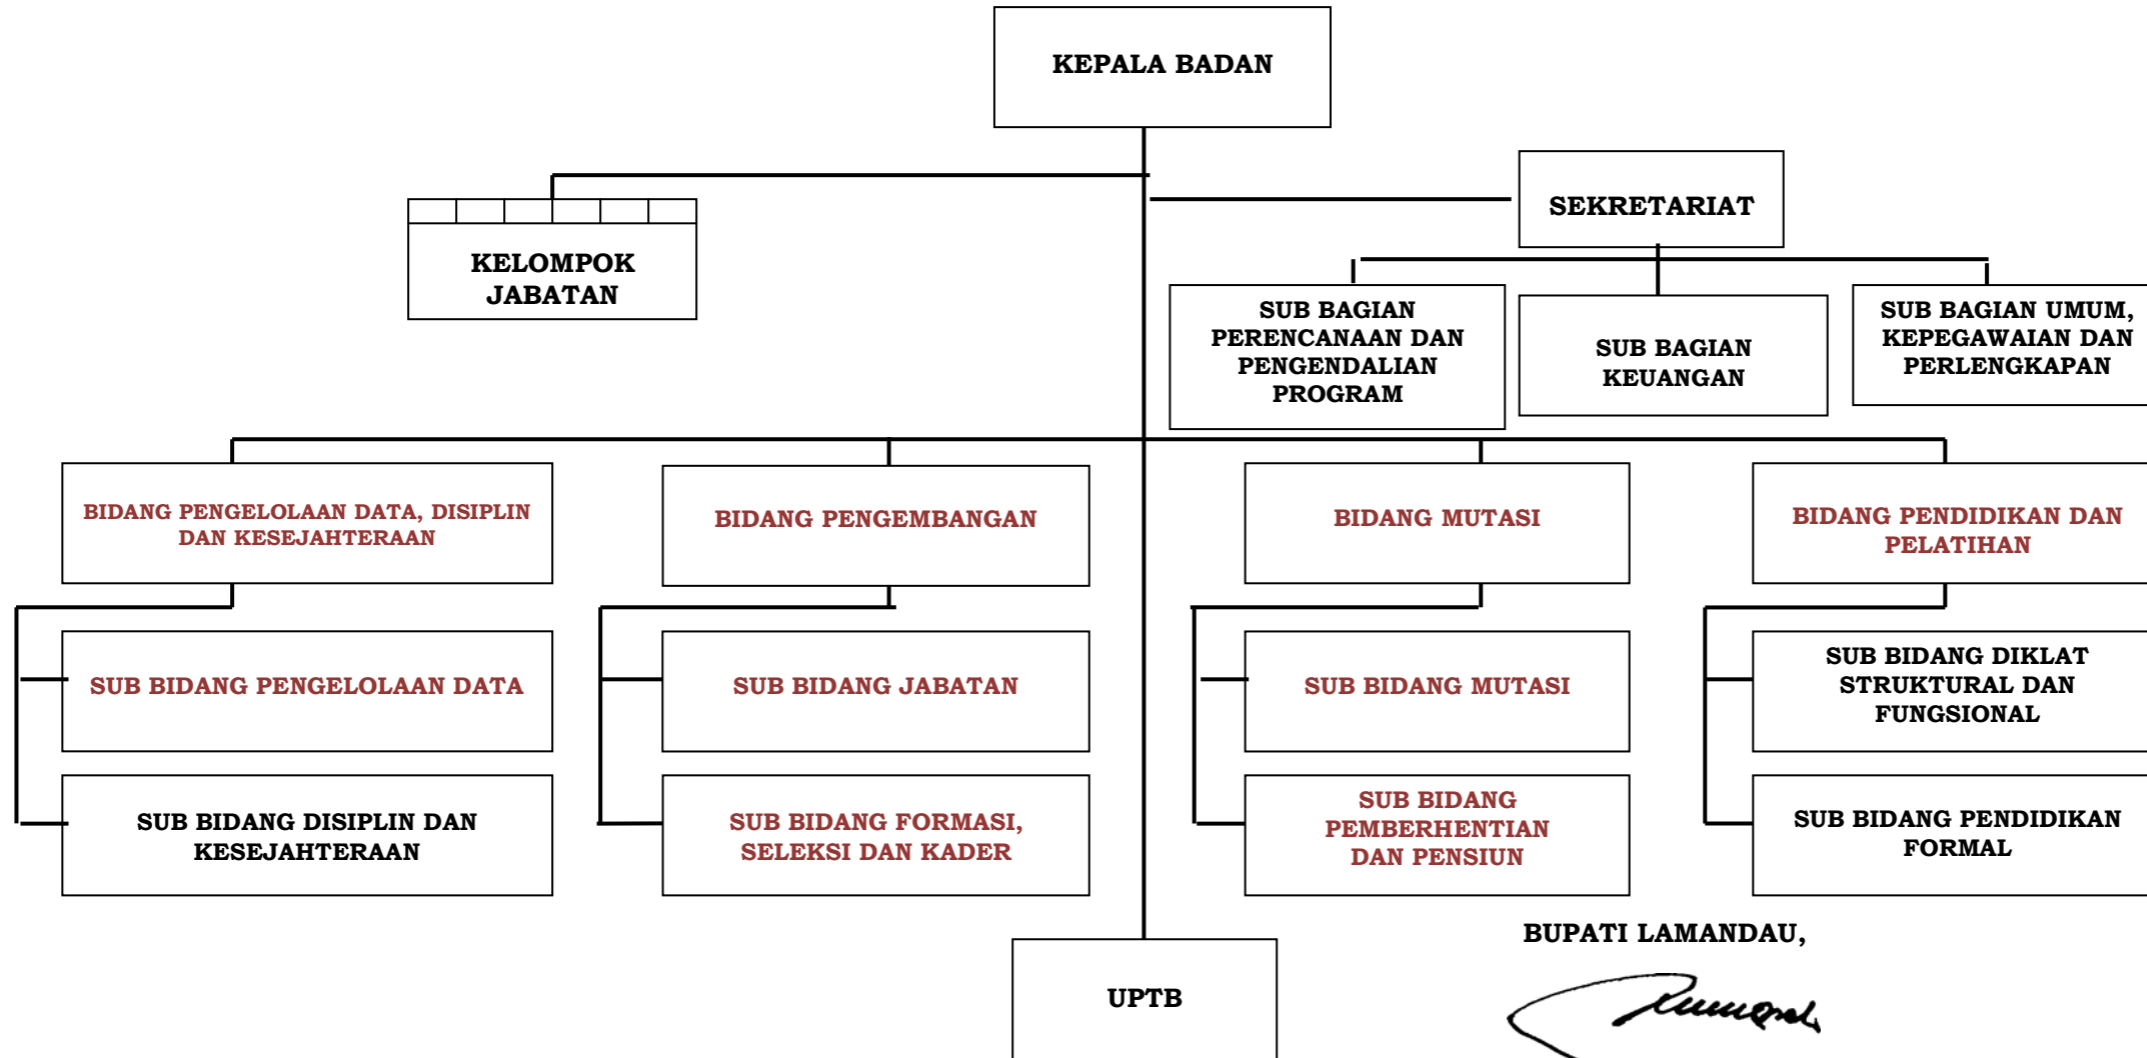 KEPALA BADAN
SEKRETARIAT
KELOMPOK
JABATAN
SUB BAGIAN
PERENCANAAN DAN
PENGENDALIAN
PROGRAM
SUB BAGIAN
KEUANGAN
SUB BAGIAN UMUM,
KEPEGAWAIAN DAN
PERLENGKAPAN
BIDANG PENGELOLAAN DATA, DISIPLIN
DAN KESEJAHTERAAN
BIDANG PENGEMBANGAN
BIDANG MUTASI
BIDANG PENDIDIKAN DAN
PELATIHAN
SUB BIDANG PENGELOLAAN DATA
SUB BIDANG JABATAN
SUB BIDANG MUTASI
SUB BIDANG DIKLAT
STRUKTURAL DAN
FUNGSIONAL
SUB BIDANG DISIPLIN DAN
KESEJAHTERAAN
SUB BIDANG FORMASI,
SELEKSI DAN KADER
SUB BIDANG
PEMBERHENTIAN
DAN PENSIUN
SUB BIDANG PENDIDIKAN
FORMAL
BUPATI LAMANDAU,
UPTB